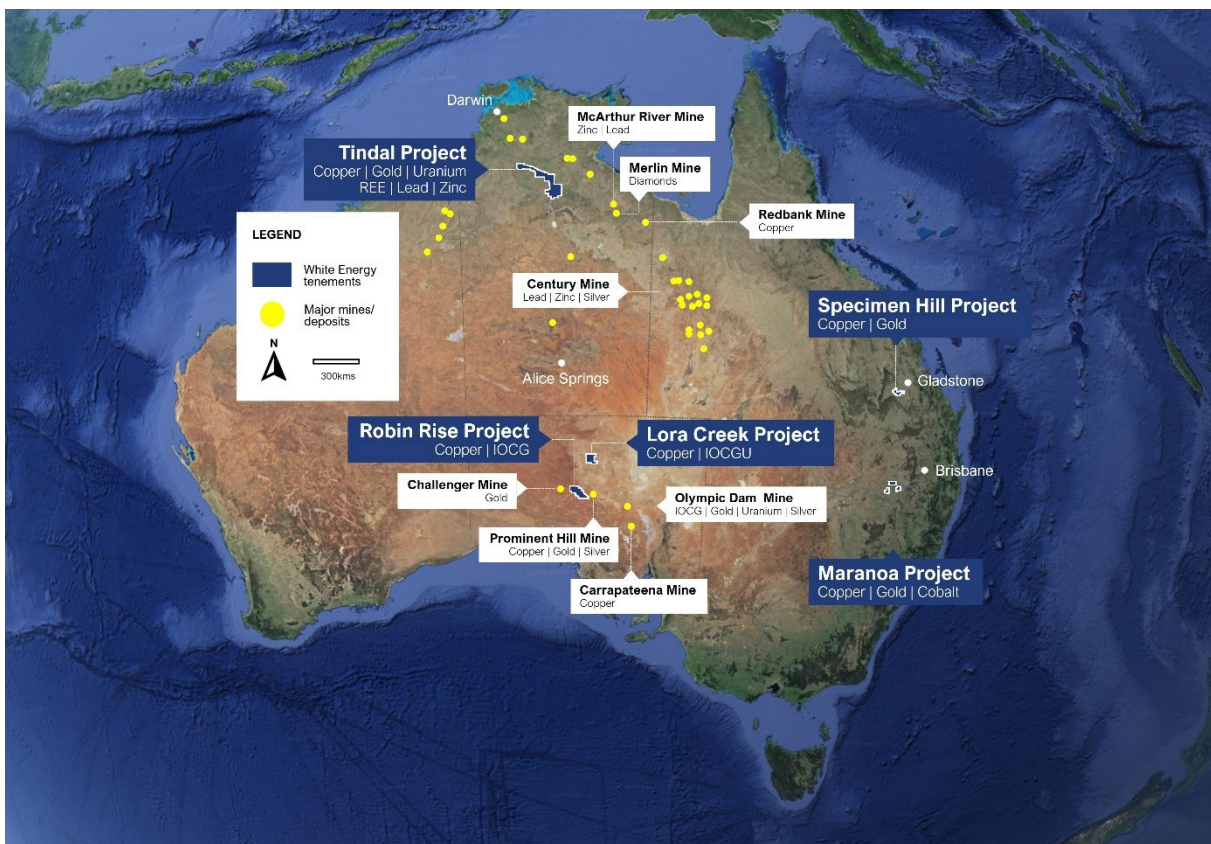 Darwin
McArthur River Mine
Zinc | Lead
Tindal Project
Copper | Gold | Uranium
REE | Lead | Zinc
Merlin Mine
Diamonds
Redbank Mine
Copper
LEGEND
White Energy
tenements
Major mines/
deposits
N
300kms
Century Mine
Lead | Zinc | Silver
Specimen Hill Project
Copper | Gold
Alice Springs
Gladstone
Robin Rise Project
Copper | IOCG
Lora Creek Project
Copper | IOCGU
Brisbane
Challenger Mine
Gold
Olympic Dam Mine
IOCG | Gold | Uranium | Silver
Prominent Hill Mine
Copper | Gold | Silver
Maranoa Project
Copper | Gold | Cobalt
Carrapateena Mine
Copper